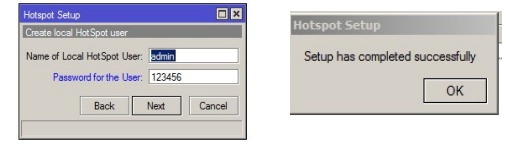 Hotspot Setup
Create local HotSpot user
Name of Local HotSpot User: admin
Password for the User: 123456
Back Next Cancel
Hotspot Setup
Setup has completed successfully
OK